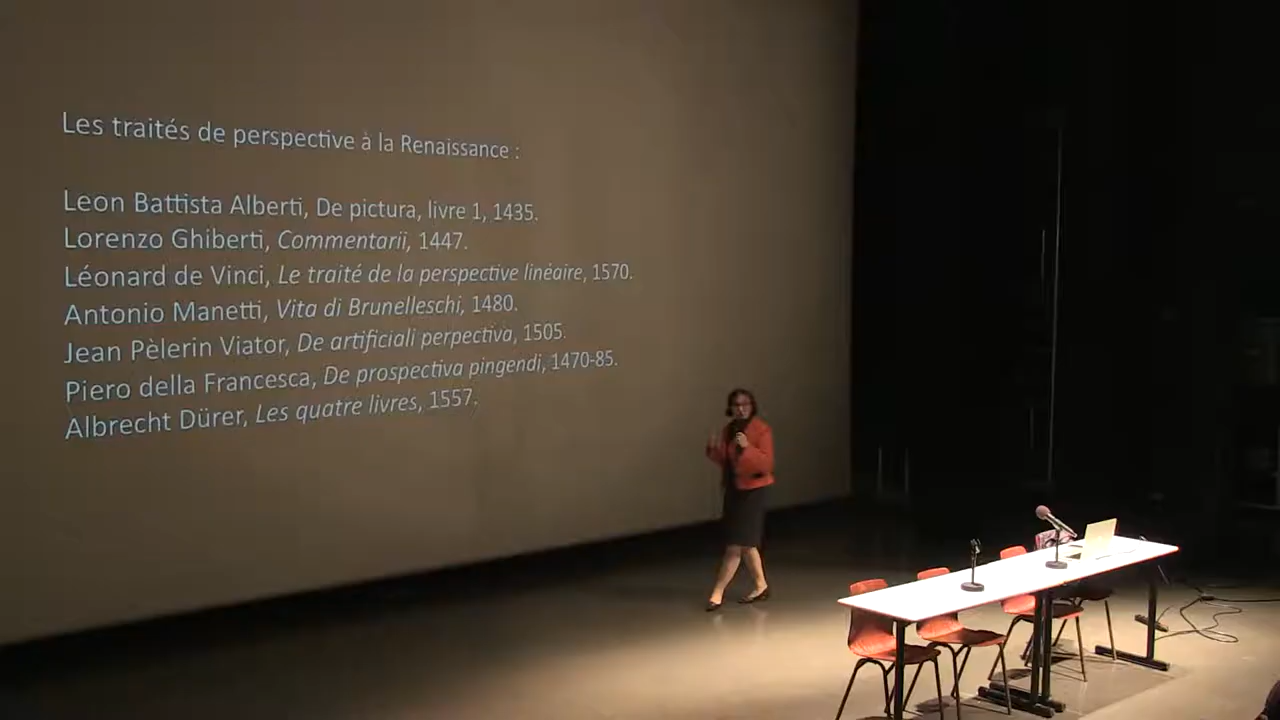 Les traités de perspective à la Renaissance :
Leon Battista Alberti, De pictura, livre 1, 1435.
Lorenzo Ghiberti, Commentarii, 1447.
Léonard de Vinci, Le traité de la perspective linéaire, 1570.
Antonio Manetti, Vita di Brunelleschi, 1480.
Jean Pèlerin Viator, De artificiali perpectiva, 1505.
Piero della Francesca, De prospectiva pingendi, 1470-85.
Albrecht Dürer, Les quatre livres, 1557.